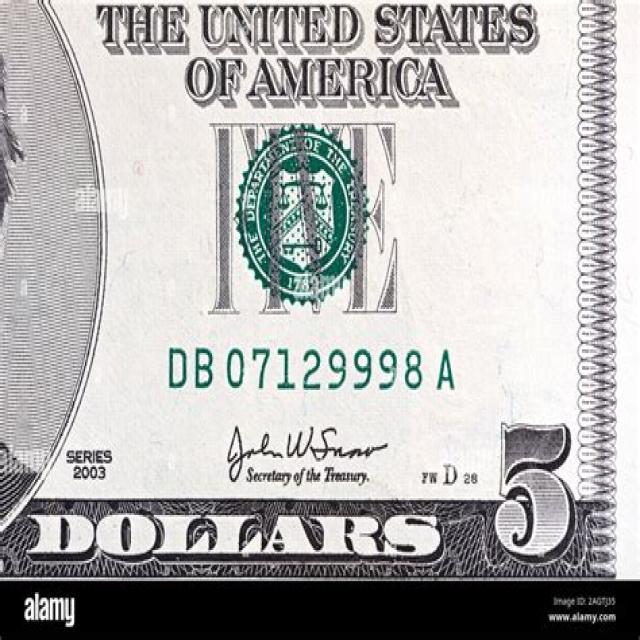 THE UNITED STATES
OF AMERICA
FIVE
THE DEPARTMENT OF THE TREASURY
1789
alamy
DB 07129998 A
SERIES
2003
John W Snow
Secretary of the Treasury.
FW D 28
5
DOLLARS
alamy
Image ID: 2AGTJ35
www.alamy.com